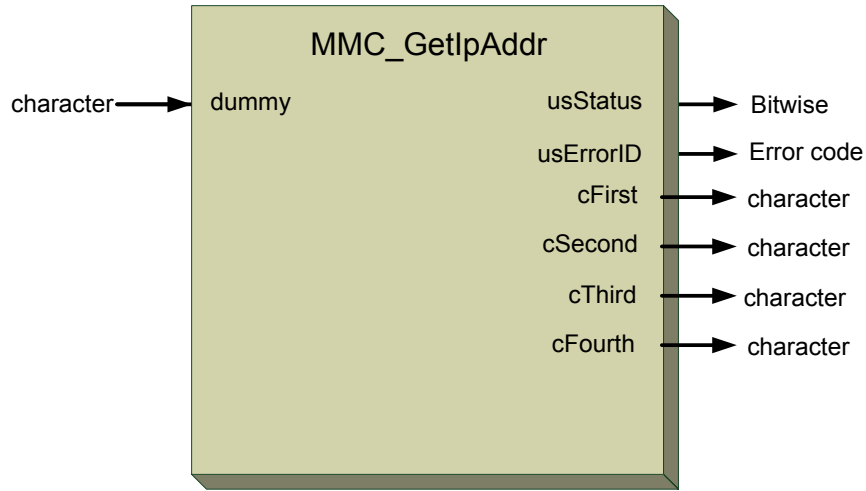 MMC_GetIpAddr
character dummy usStatus Bitwise
usErrorID Error code
cFirst character
cSecond character
cThird character
cFourth character